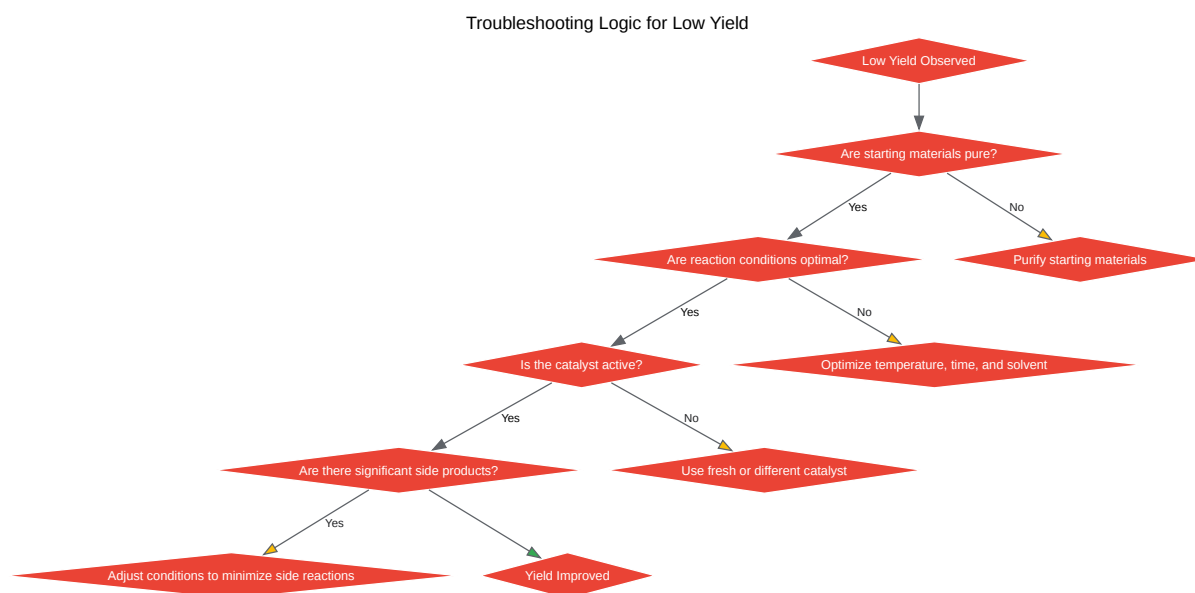 Troubleshooting Logic for Low Yield
Low Yield Observed
Are starting materials pure?
Yes
No
Are reaction conditions optimal?
Purify starting materials
Yes
No
Is the catalyst active?
Optimize temperature, time, and solvent
Yes
No
Are there significant side products?
Use fresh or different catalyst
Yes
Adjust conditions to minimize side reactions
Yield Improved